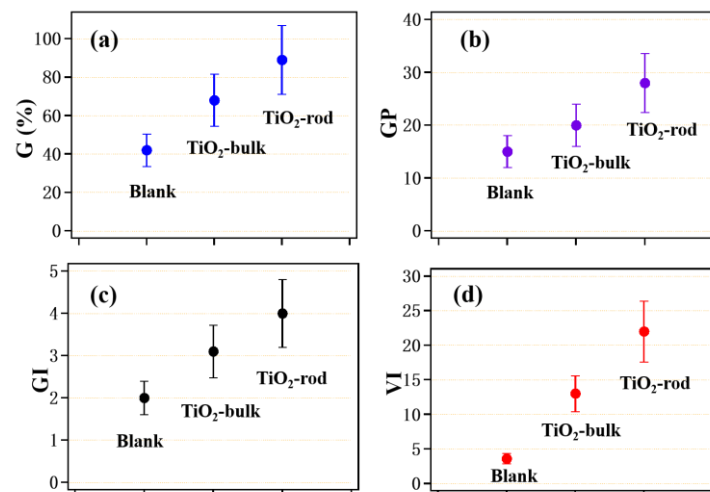 (a)
G (%)
100
80
60
40
20
0
Blank
TiO₂-bulk
TiO₂-rod
(b)
GP
40
30
20
10
0
Blank
TiO₂-bulk
TiO₂-rod
(c)
GI
5
4
3
2
1
0
Blank
TiO₂-bulk
TiO₂-rod
(d)
VI
30
25
20
15
10
5
0
Blank
TiO₂-bulk
TiO₂-rod